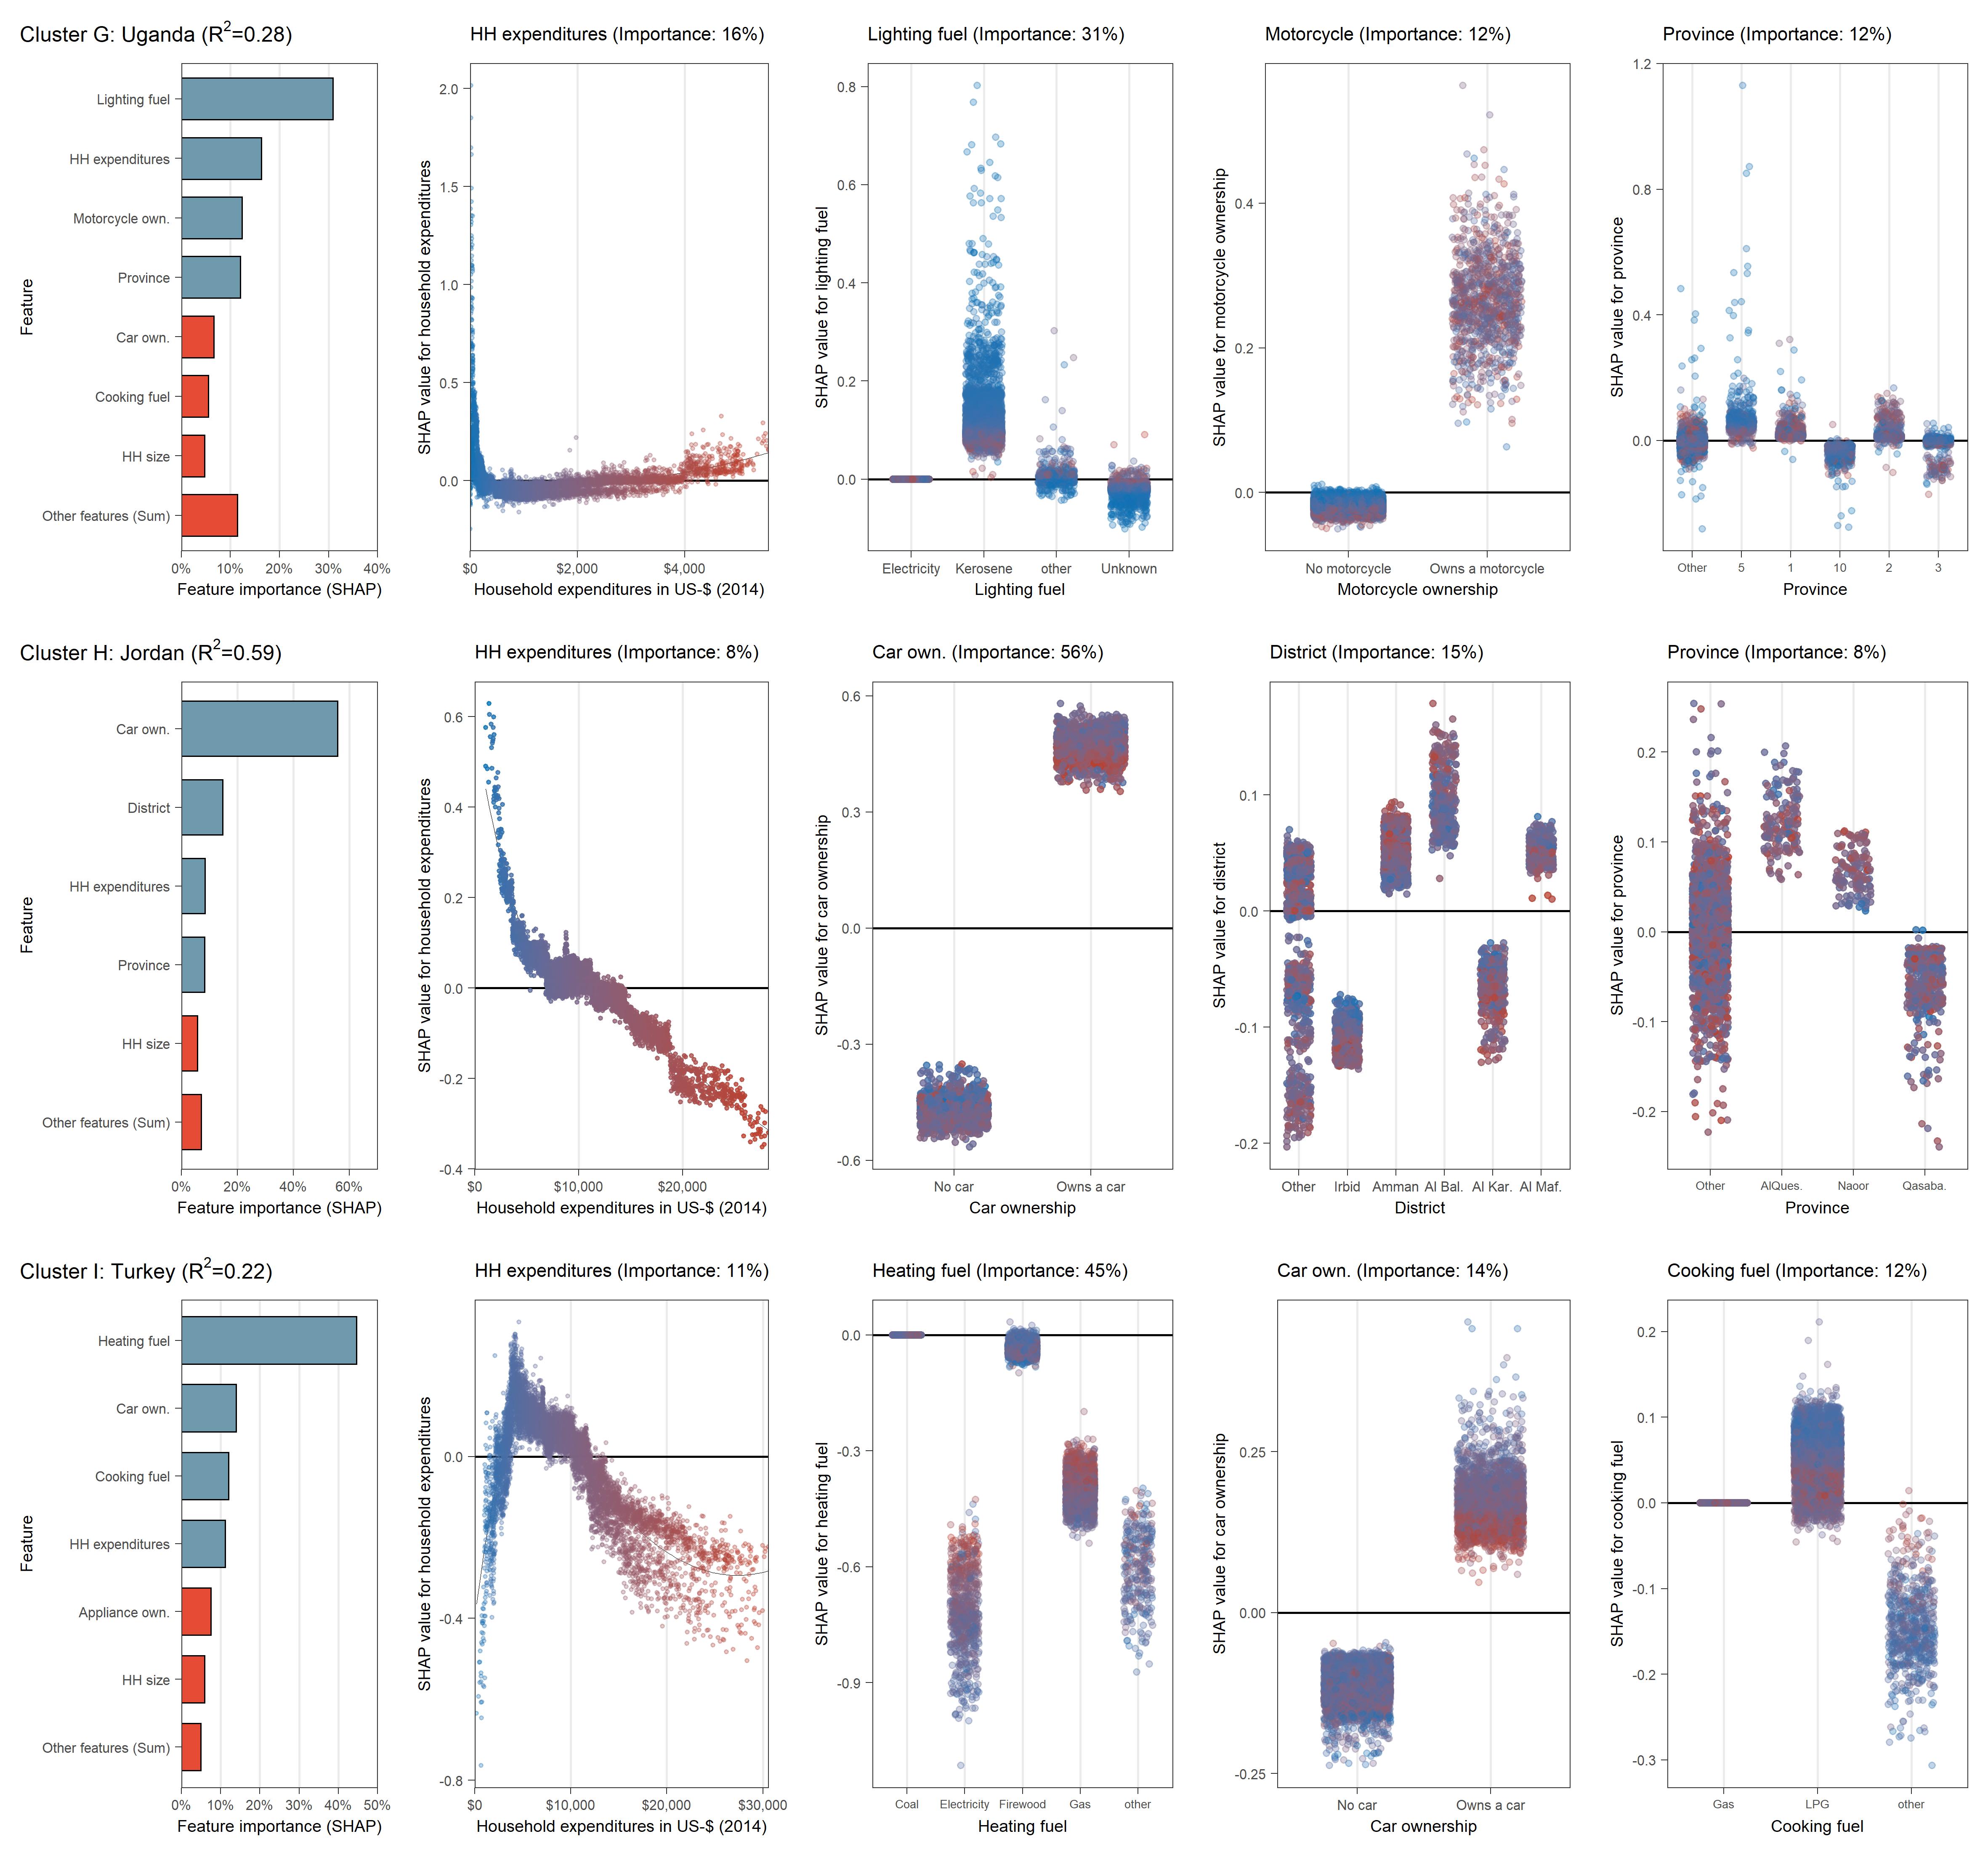 Cluster G: Uganda (R2=0.28)
Feature
Lighting fuel
HH expenditures
Motorcycle own.
Province
Car own.
Cooking fuel
HH size
Other features (Sum)
0% 10% 20% 30% 40%
Feature importance (SHAP)
HH expenditures (Importance: 16%)
SHAP value for household expenditures
2.0
1.5
1.0
0.5
0.0
$0 $2,000 $4,000
Household expenditures in US-$ (2014)
Lighting fuel (Importance: 31%)
SHAP value for lighting fuel
0.8
0.6
0.4
0.2
0.0
Electricity Kerosene other Unknown
Lighting fuel
Motorcycle (Importance: 12%)
SHAP value for motorcycle ownership
0.4
0.2
0.0
No motorcycle Owns a motorcycle
Motorcycle ownership
Province (Importance: 12%)
SHAP value for province
1.2
0.8
0.4
0.0
Other 5 1 10 2 3
Province
Cluster H: Jordan (R2=0.59)
Feature
Car own.
District
HH expenditures
Province
HH size
Other features (Sum)
0% 20% 40% 60%
Feature importance (SHAP)
HH expenditures (Importance: 8%)
SHAP value for household expenditures
0.6
0.4
0.2
0.0
-0.2
-0.4
$0 $10,000 $20,000
Household expenditures in US-$ (2014)
Car own. (Importance: 56%)
SHAP value for car ownership
0.6
0.3
0.0
-0.3
-0.6
No car Owns a car
Car ownership
District (Importance: 15%)
SHAP value for district
0.1
0.0
-0.1
-0.2
Other Irbid Amman Al Bal. Al Kar. Al Maf.
District
Province (Importance: 8%)
SHAP value for province
0.2
0.1
0.0
-0.1
-0.2
Other AlQues. Naoor Qasaba.
Province
Cluster I: Turkey (R2=0.22)
Feature
Heating fuel
Car own.
Cooking fuel
HH expenditures
Appliance own.
HH size
Other features (Sum)
0% 10% 20% 30% 40% 50%
Feature importance (SHAP)
HH expenditures (Importance: 11%)
SHAP value for household expenditures
0.0
-0.4
-0.8
$0 $10,000 $20,000 $30,000
Household expenditures in US-$ (2014)
Heating fuel (Importance: 45%)
SHAP value for heating fuel
0.0
-0.3
-0.6
-0.9
Coal Electricity Firewood Gas other
Heating fuel
Car own. (Importance: 14%)
SHAP value for car ownership
0.25
0.00
-0.25
No car Owns a car
Car ownership
Cooking fuel (Importance: 12%)
SHAP value for cooking fuel
0.2
0.1
0.0
-0.1
-0.2
-0.3
Gas LPG other
Cooking fuel